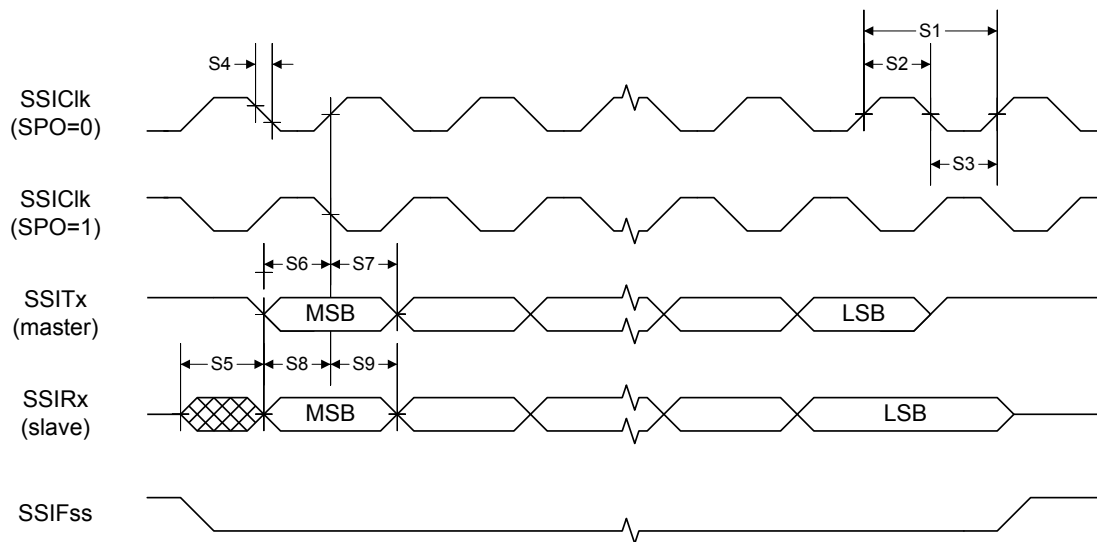 S1
S4
S2
SSIClk
(SPO=0)
S3
SSIClk
(SPO=1)
S6
S7
SSITx
(master)
MSB
LSB
S5
S8
S9
SSIRx
(slave)
MSB
LSB
SSIFss